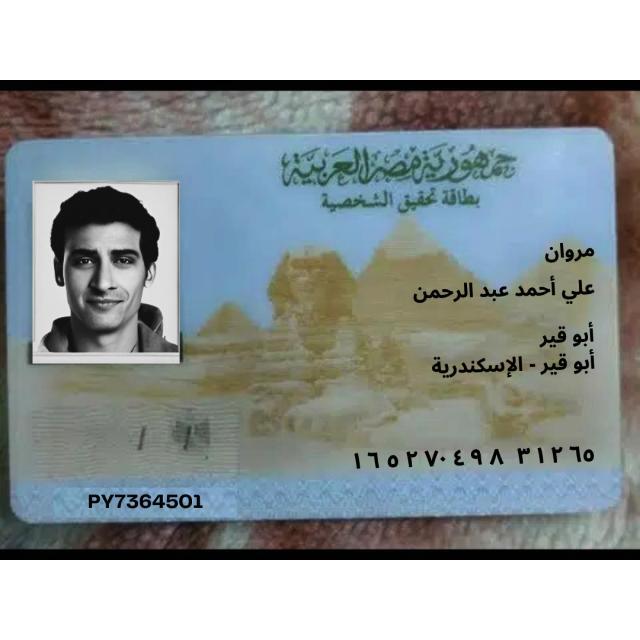 جمهورية مصر العربية
بطاقة تحقيق الشخصية
مروان
علي أحمد عبد الرحمن
أبو قير
أبو قير - الإسكندرية
١٦٥٢٧٠٤٩٨ ٣١٢٦٥
PY7364501